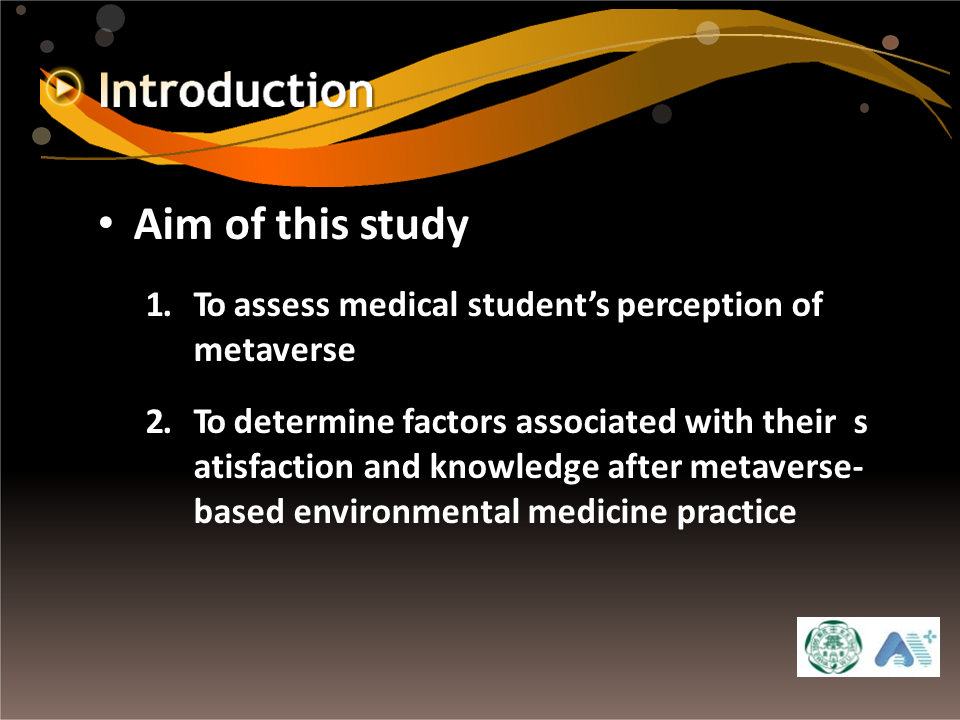 Introduction
• Aim of this study
1. To assess medical student’s perception of
metaverse
2. To determine factors associated with their s
atisfaction and knowledge after metaverse-
based environmental medicine practice